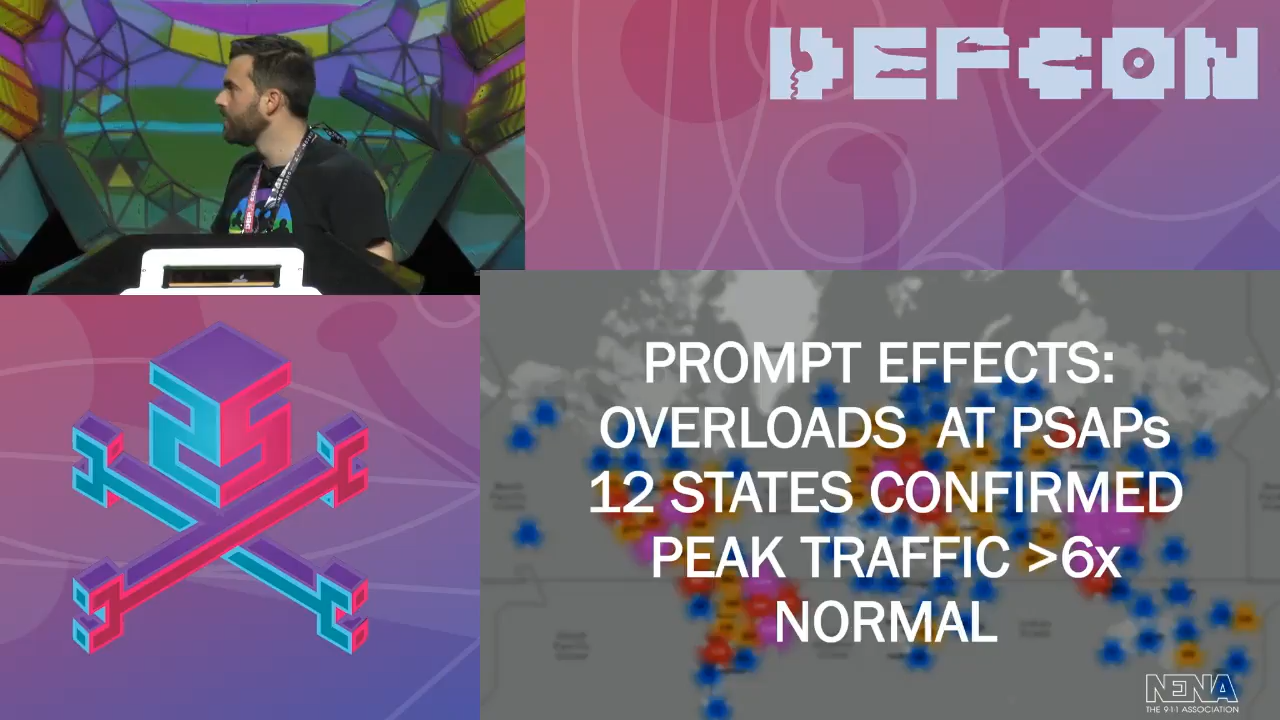 DEFCON
PROMPT EFFECTS:
OVERLOADS AT PSAPs
12 STATES CONFIRMED
PEAK TRAFFIC >6x
NORMAL
NENA
THE 9-1-1 ASSOCIATION